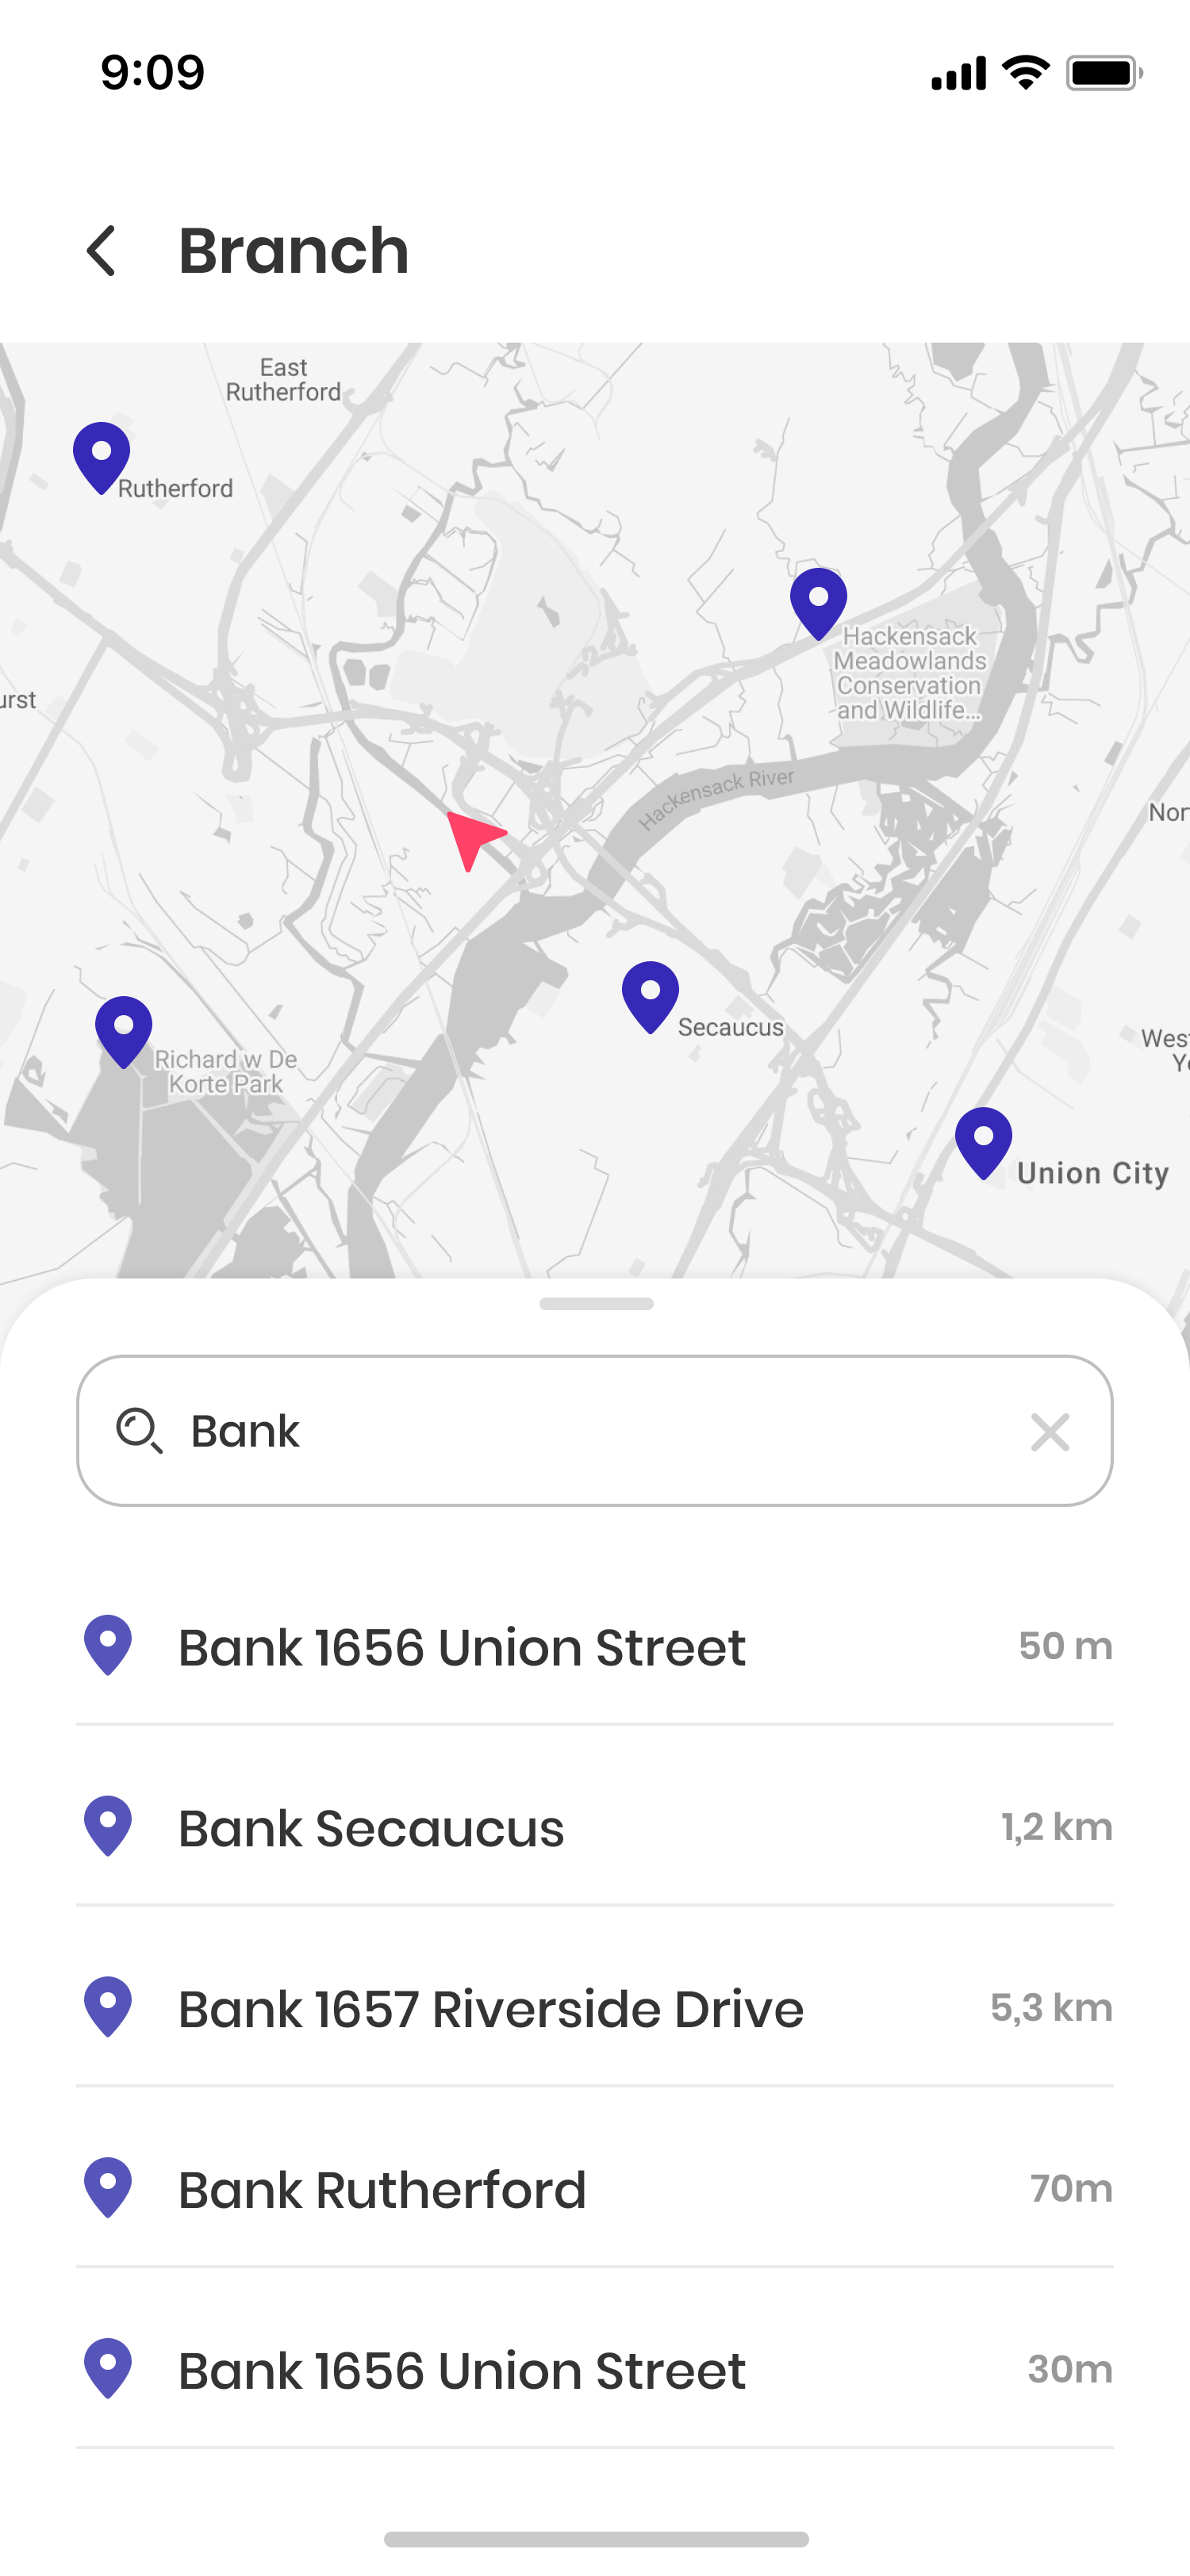 9:09
Branch
East
Rutherford
Rutherford
Hackensack
Meadowlands
Conservation
and Wildlife...
urst
Hackensack River
Nor
Secaucus
Richard w De
Korte Park
Wes
Y
Union City
Bank
Bank 1656 Union Street 50 m
Bank Secaucus 1,2 km
Bank 1657 Riverside Drive 5,3 km
Bank Rutherford 70m
Bank 1656 Union Street 30m